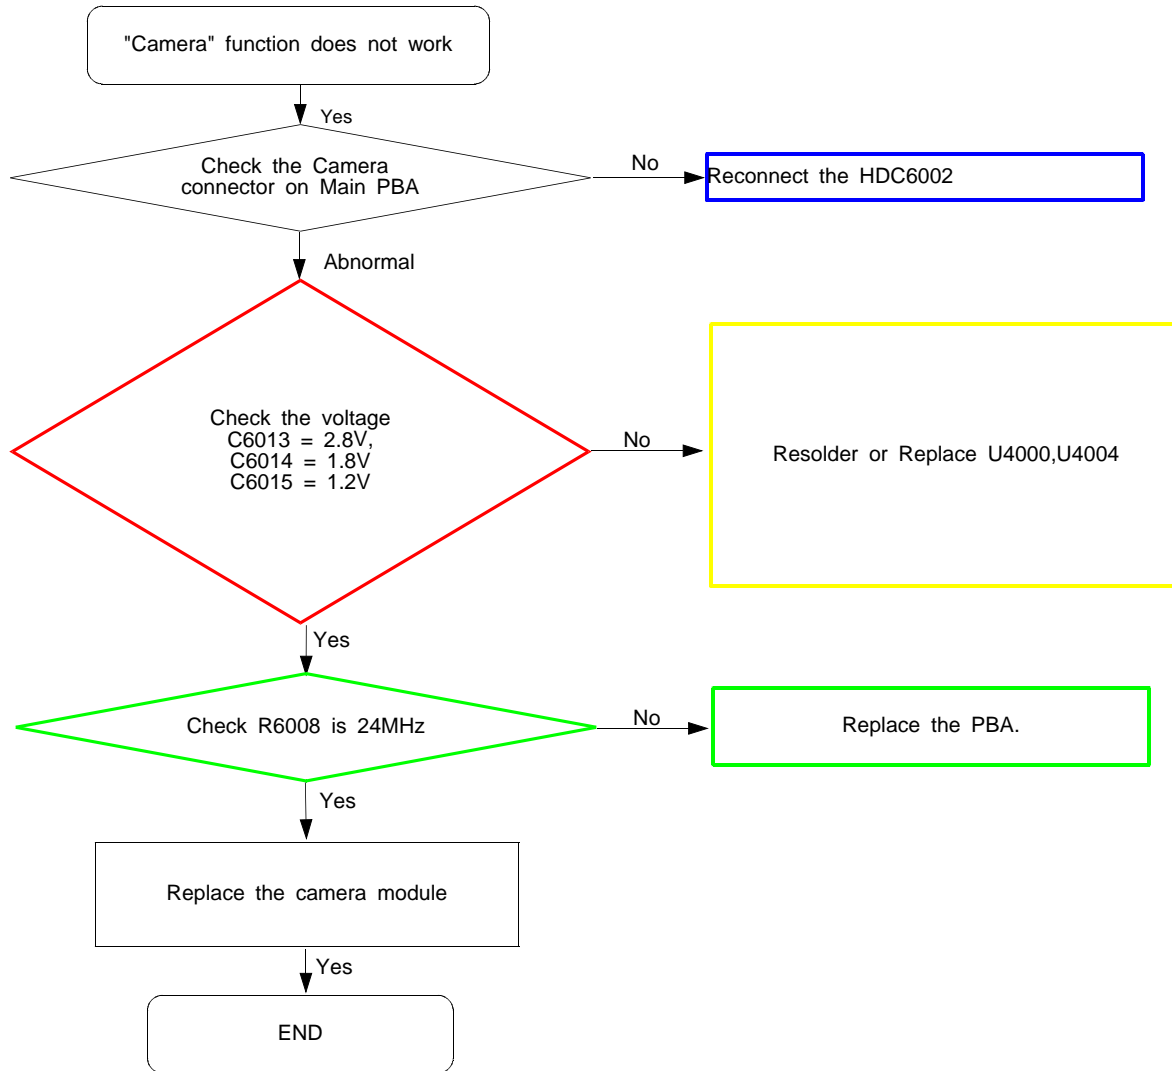 "Camera" function does not work
Yes
Check the Camera
connector on Main PBA
No
Reconnect the HDC6002
Abnormal
Check the voltage
C6013 = 2.8V,
C6014 = 1.8V
C6015 = 1.2V
No
Resolder or Replace U4000,U4004
Yes
Check R6008 is 24MHz
No
Replace the PBA.
Yes
Replace the camera module
Yes
END